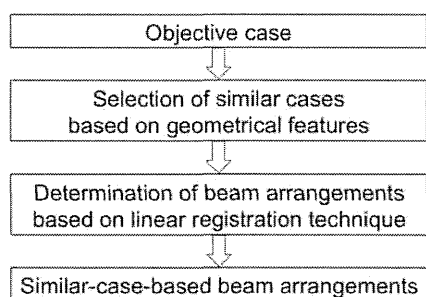 Objective case
Selection of similar cases
based on geometrical features
Determination of beam arrangements
based on linear registration technique
Similar-case-based beam arrangements